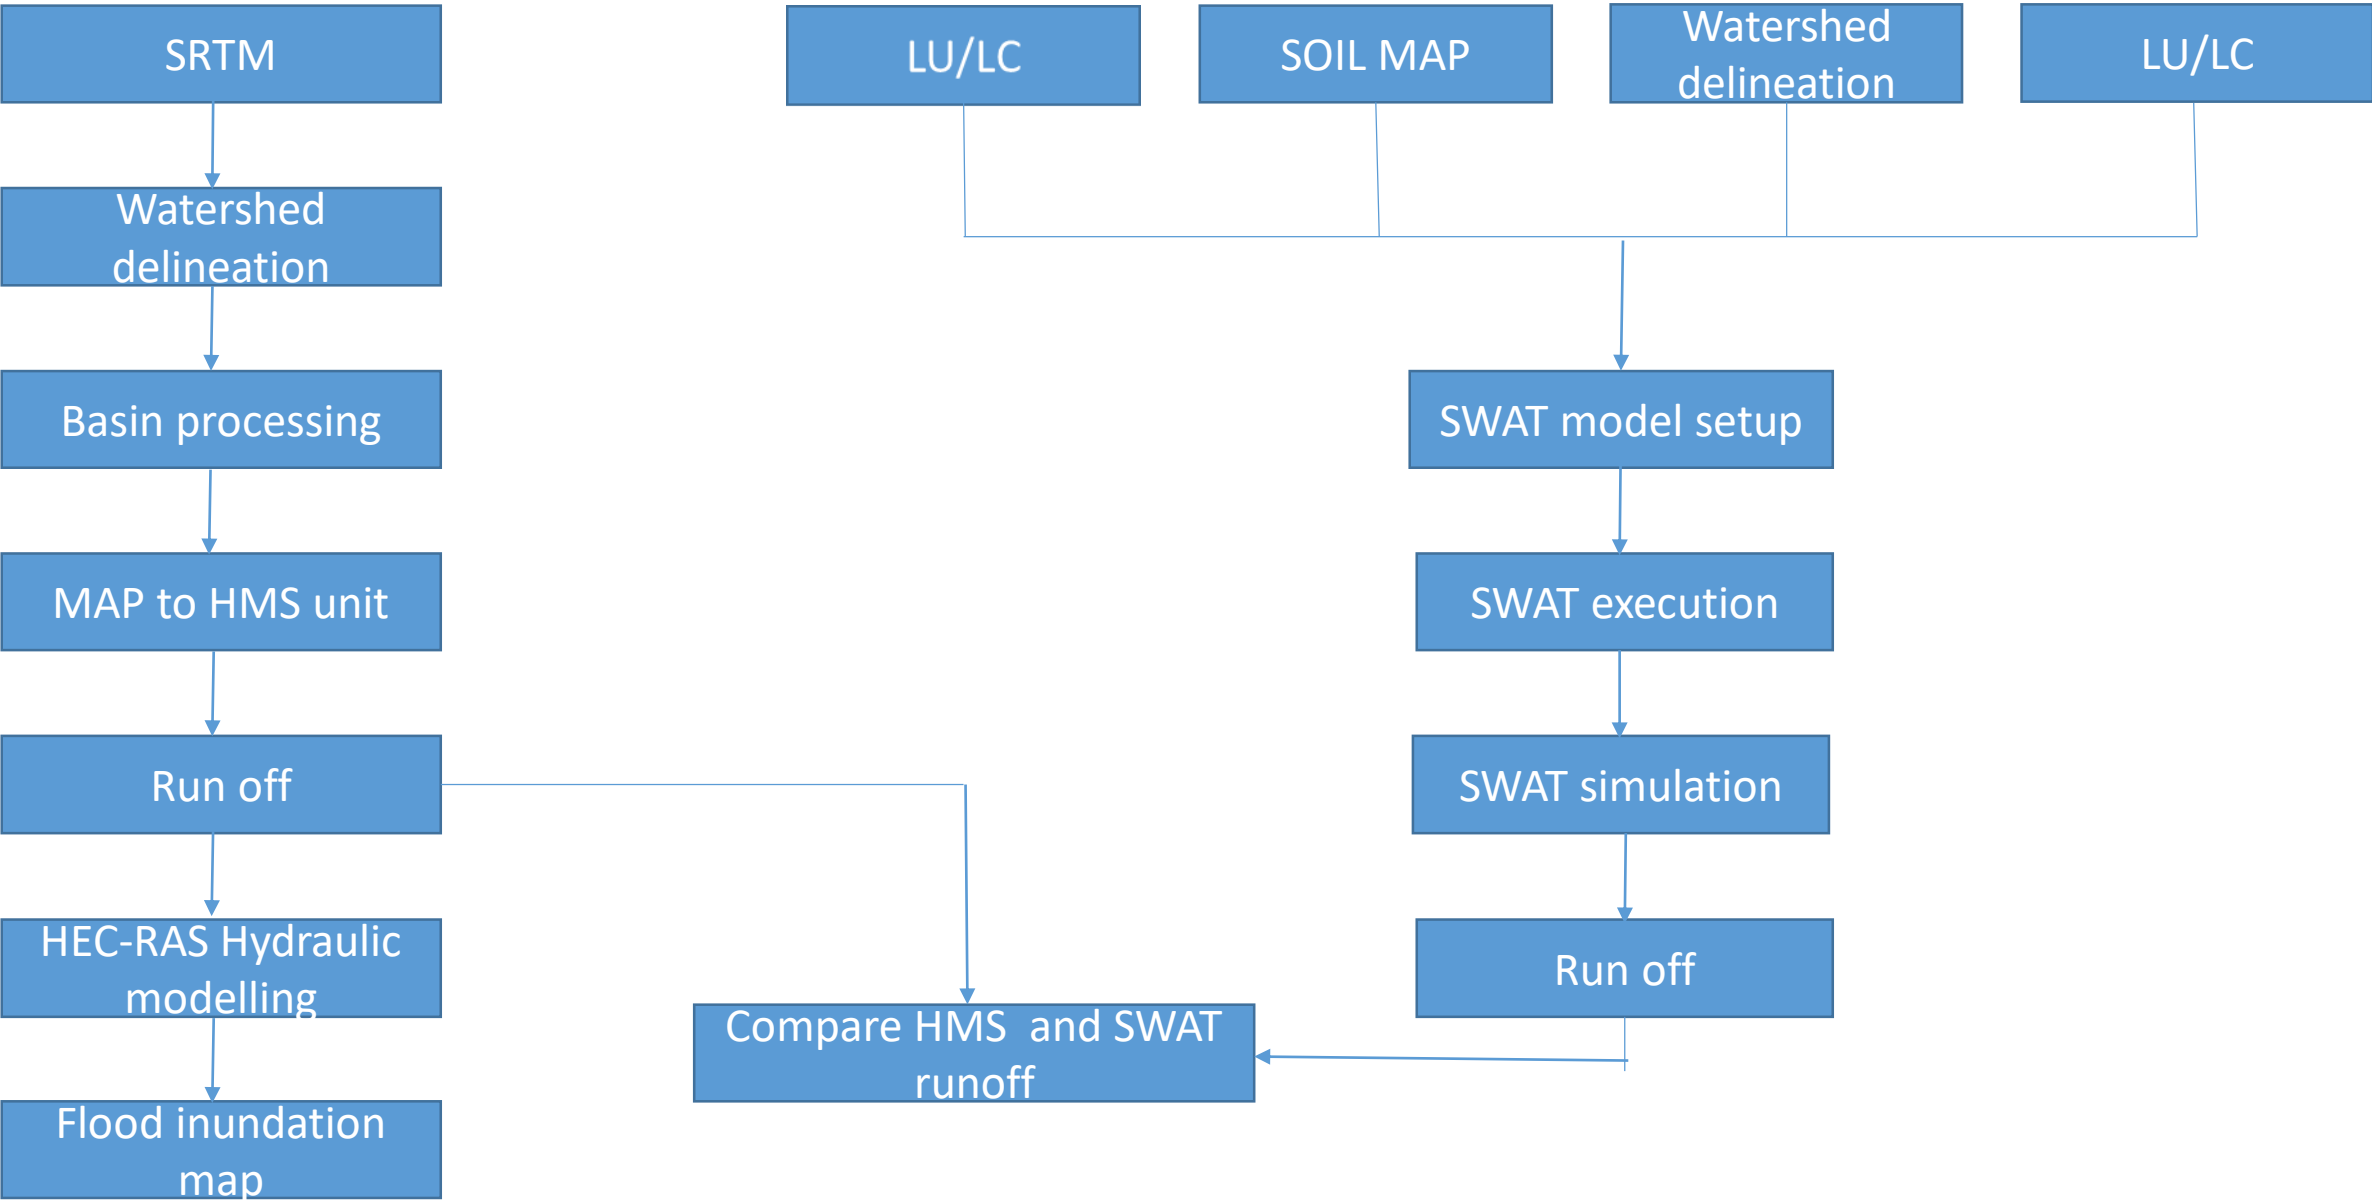 SRTM
LU/LC
SOIL MAP
Watershed
delineation
LU/LC
Watershed
delineation
Basin processing
SWAT model setup
MAP to HMS unit
SWAT execution
Run off
SWAT simulation
HEC-RAS Hydraulic
modelling
Run off
Compare HMS  and SWAT
runoff
Flood inundation
map